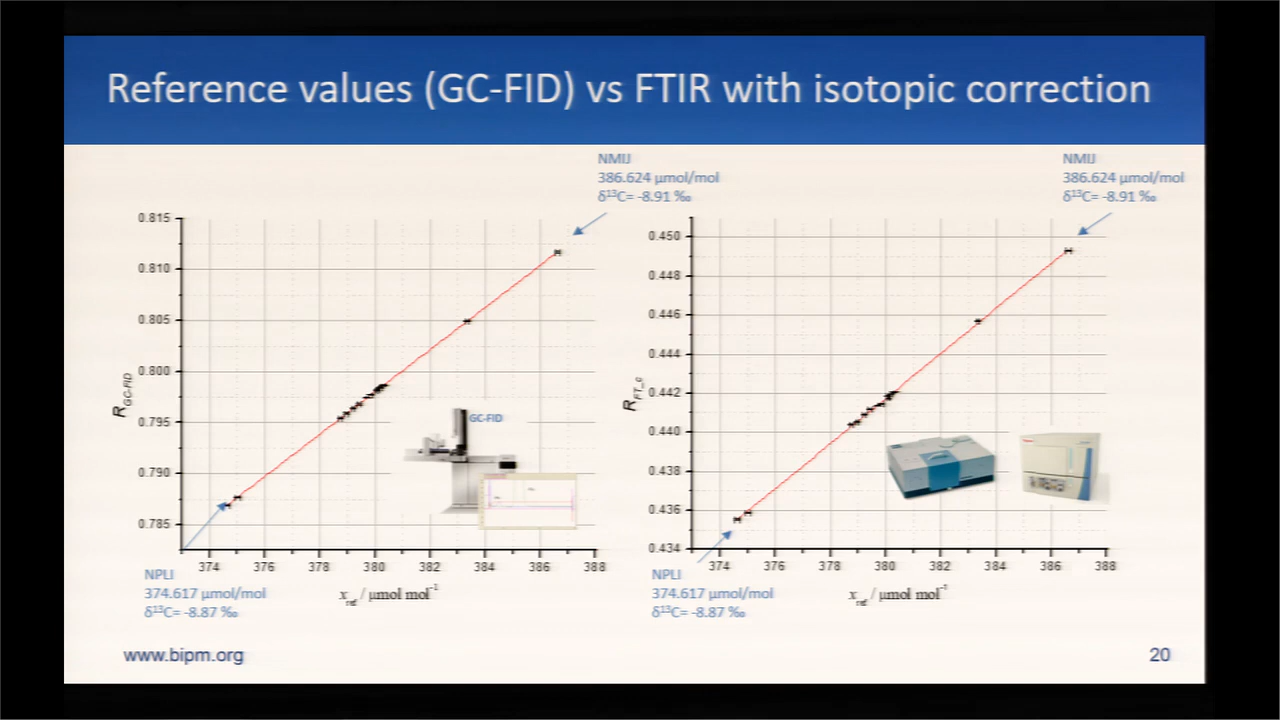 Reference values (GC-FID) vs FTIR with isotopic correction
NMIJ
386.624 µmol/mol
δ¹³C= -8.91 ‰
0.815
0.810
0.805
0.800
0.795
0.790
0.785
R GC-FID
GC-FID
374 376 378 380 382 384 386 388
x ref / µmol mol⁻¹
NPLI
374.617 µmol/mol
δ¹³C= -8.87 ‰
NMIJ
386.624 µmol/mol
δ¹³C= -8.91 ‰
0.450
0.448
0.446
0.444
0.442
0.440
0.438
0.436
0.434
R FT_c
374 376 378 380 382 384 386 388
x ref / µmol mol⁻¹
NPLI
374.617 µmol/mol
δ¹³C= -8.87 ‰
www.bipm.org
20